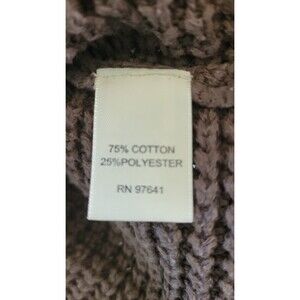 75% COTTON
25%POLYESTER
RN 97641